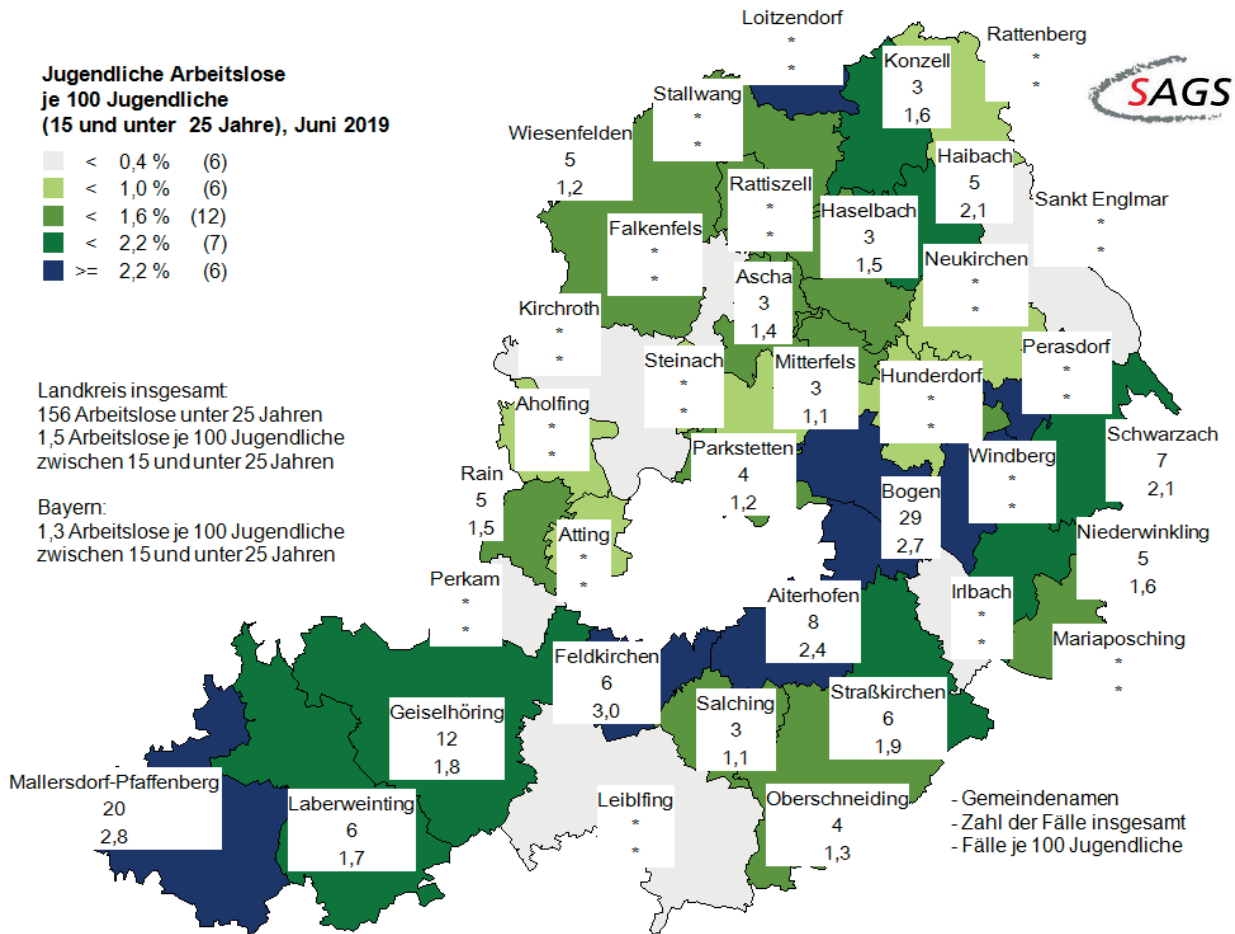 Jugendliche Arbeitslose
je 100 Jugendliche
(15 und unter 25 Jahre), Juni 2019
< 0,4 % (6)
< 1,0 % (6)
< 1,6 % (12)
< 2,2 % (7)
>= 2,2 % (6)
Landkreis insgesamt:
156 Arbeitslose unter 25 Jahren
1,5 Arbeitslose je 100 Jugendliche
zwischen 15 und unter 25 Jahren
Bayern:
1,3 Arbeitslose je 100 Jugendliche
zwischen 15 und unter 25 Jahren
SAGS
Loitzendorf
*
*
Rattenberg
*
*
Konzell
3
1,6
Stallwang
*
*
Wiesenfelden
5
1,2
Haibach
5
2,1
Rattiszell
*
*
Sankt Englmar
*
*
Haselbach
3
1,5
Falkenfels
*
*
Neukirchen
*
*
Ascha
3
1,4
Kirchroth
*
*
Perasdorf
*
*
Steinach
*
*
Mitterfels
3
1,1
Hunderdorf
*
*
Aholfing
*
*
Schwarzach
7
2,1
Parkstetten
4
1,2
Windberg
*
*
Rain
5
1,5
Bogen
29
2,7
Atting
*
*
Niederwinkling
5
1,6
Perkam
*
*
Aiterhofen
8
2,4
Irlbach
*
*
Mariaposching
*
*
Feldkirchen
6
3,0
Straßkirchen
6
1,9
Salching
3
1,1
Geiselhöring
12
1,8
Mallersdorf-Pfaffenberg
20
2,8
Laberweinting
6
1,7
Leiblfing
*
*
Oberschneiding
4
1,3
- Gemeindenamen
- Zahl der Fälle insgesamt
- Fälle je 100 Jugendliche